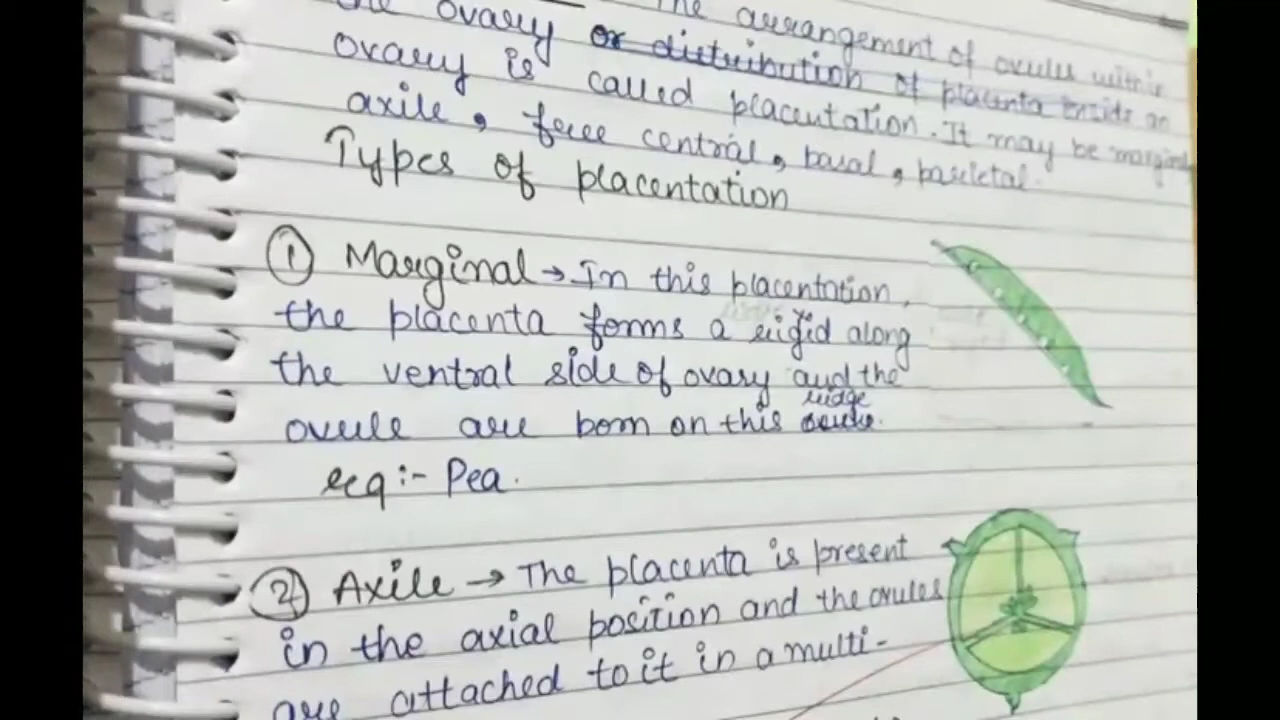 The arrangement of ovules within
the ovary or distribution of placenta inside an
ovary is called placentation. It may be marginal
axile, free central, basal, parietal.
Types of placentation
① Marginal → In this placentation,
the placenta forms a rigid along
the ventral side of ovary and the
ridge
ovule are born on this
eg :- Pea.
② Axile → The placenta is present
in the axial position and the ovules
are attached to it in a multi-